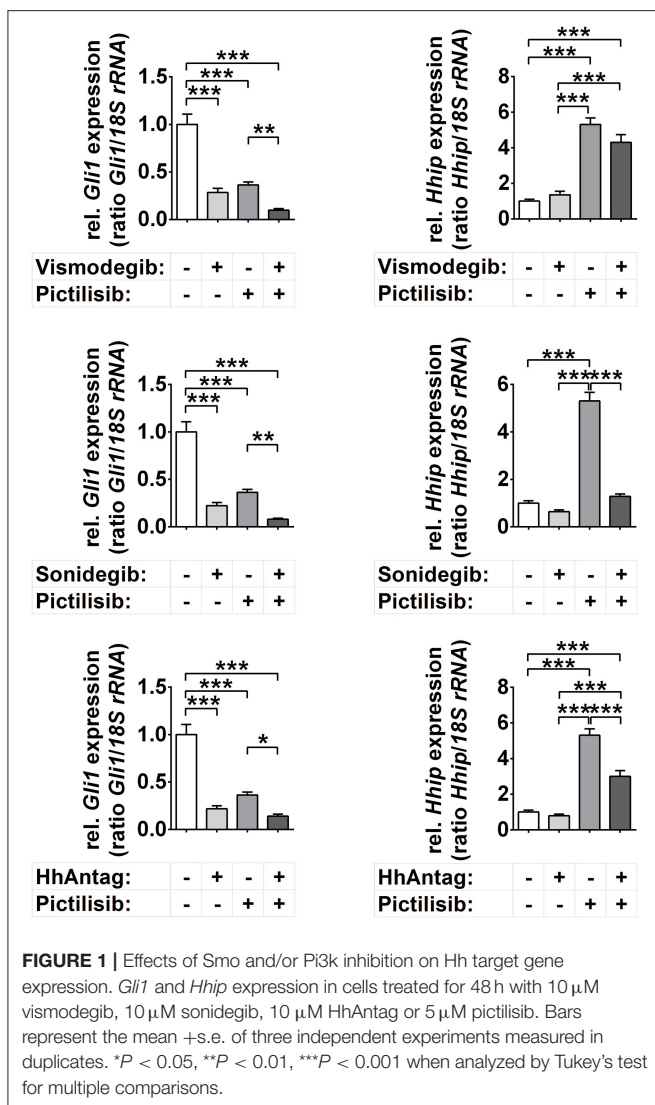 rel. Gli1 expression
(ratio Gli1/18S rRNA)
1.5
1.0
0.5
0.0
***
***
***
**
Vismodegib: - + - +
Pictilisib: - - + +
rel. Hhip expression
(ratio Hhip/18S rRNA)
8
6
4
2
0
***
***
***
***
Vismodegib: - + - +
Pictilisib: - - + +
rel. Gli1 expression
(ratio Gli1/18S rRNA)
1.5
1.0
0.5
0.0
***
***
***
**
Sonidegib: - + - +
Pictilisib: - - + +
rel. Hhip expression
(ratio Hhip/18S rRNA)
6
4
2
0
***
*** ***
Sonidegib: - + - +
Pictilisib: - - + +
rel. Gli1 expression
(ratio Gli1/18S rRNA)
1.5
1.0
0.5
0.0
***
***
***
*
HhAntag: - + - +
Pictilisib: - - + +
rel. Hhip expression
(ratio Hhip/18S rRNA)
8
6
4
2
0
***
***
***
*** ***
HhAntag: - + - +
Pictilisib: - - + +
FIGURE 1 | Effects of Smo and/or Pi3k inhibition on Hh target gene
expression. Gli1 and Hhip expression in cells treated for 48 h with 10 μM
vismodegib, 10 μM sonidegib, 10 μM HhAntag or 5 μM pictilisib. Bars
represent the mean +s.e. of three independent experiments measured in
duplicates. *P < 0.05, **P < 0.01, ***P < 0.001 when analyzed by Tukey's test
for multiple comparisons.